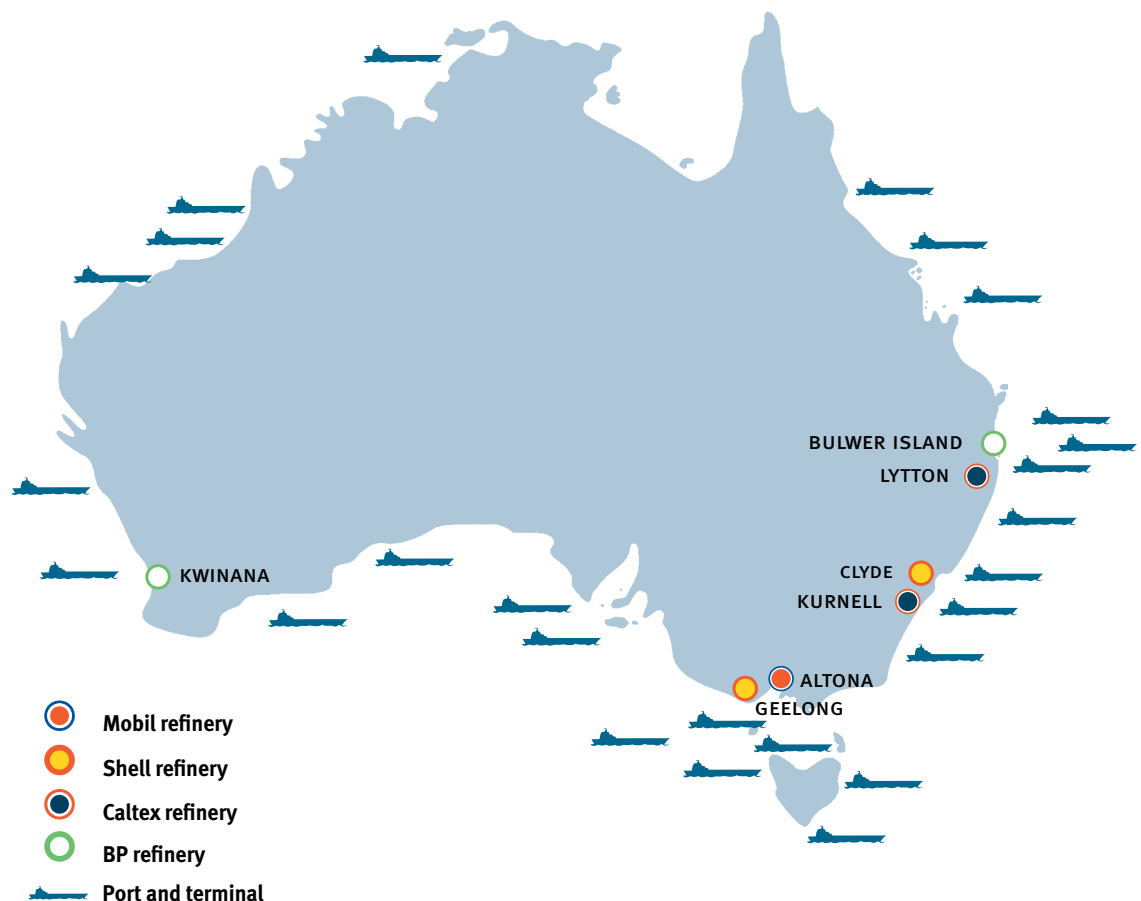 BULWER ISLAND
LYTTON
CLYDE
KWINANA
KURNELL
ALTONA
GEELONG
Mobil refinery
Shell refinery
Caltex refinery
BP refinery
Port and terminal